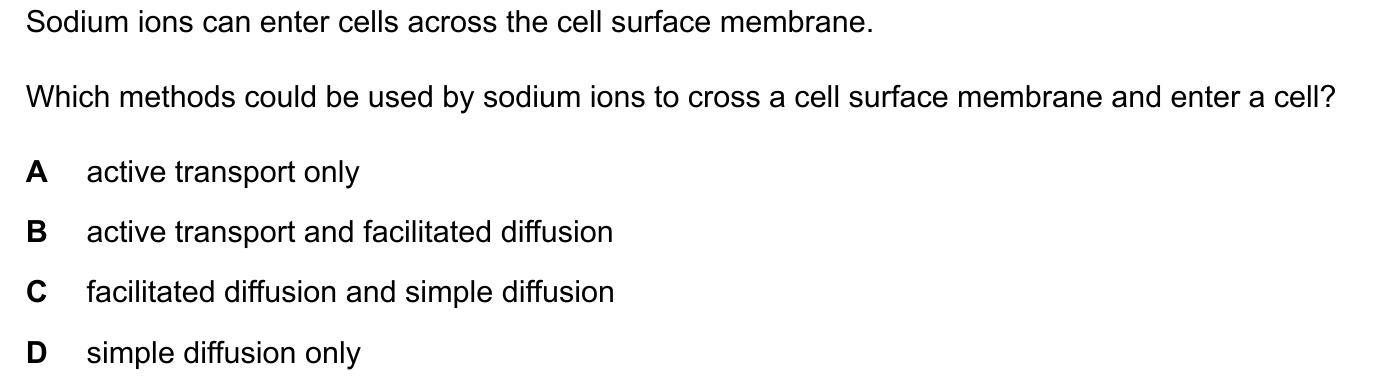 Sodium ions can enter cells across the cell surface membrane.
Which methods could be used by sodium ions to cross a cell surface membrane and enter a cell?
A active transport only
B active transport and facilitated diffusion
C facilitated diffusion and simple diffusion
D simple diffusion only